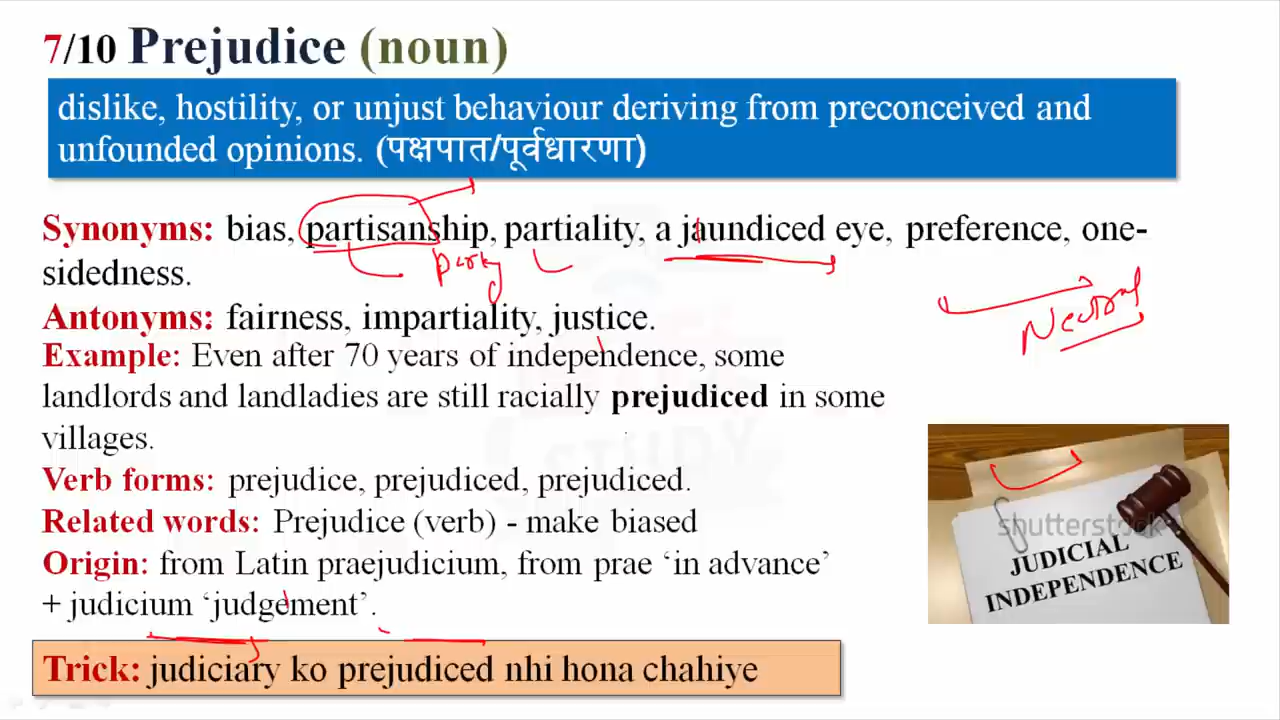 7/10 Prejudice (noun)
dislike, hostility, or unjust behaviour deriving from preconceived and
unfounded opinions. (पक्षपात/पूर्वधारणा)
Synonyms: bias, partisanship, partiality, a jaundiced eye, preference, one-
sidedness.
party
Neutral
Antonyms: fairness, impartiality, justice.
Example: Even after 70 years of independence, some
landlords and landladies are still racially prejudiced in some
villages.
Verb forms: prejudice, prejudiced, prejudiced.
Related words: Prejudice (verb) - make biased
Origin: from Latin praejudicium, from prae ‘in advance’
+ judicium ‘judgement’.
shutterstock
JUDICIAL
INDEPENDENCE
STUDY
Trick: judiciary ko prejudiced nhi hona chahiye